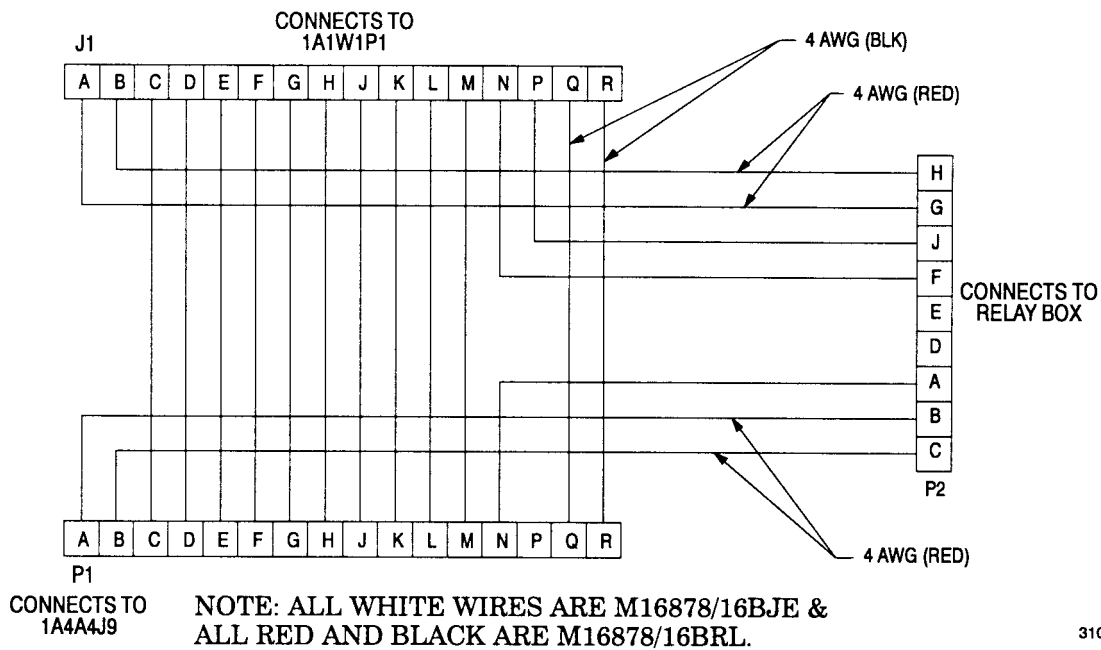 CONNECTS TO
1A1W1P1
J1
4 AWG (BLK)
A B C D E F G H J K L M N P Q R
4 AWG (RED)
H
G
J
F
E
D
A
B
C
CONNECTS TO
RELAY BOX
P2
A B C D E F G H J K L M N P Q R
4 AWG (RED)
P1
CONNECTS TO
1A4A4J9
NOTE: ALL WHITE WIRES ARE M16878/16BJE &
ALL RED AND BLACK ARE M16878/16BRL.
310